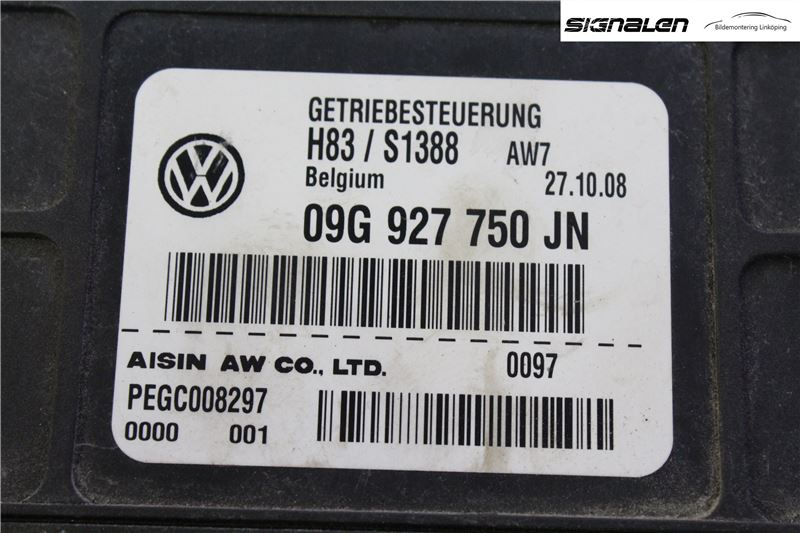 SIGNALEN
Bildemontering Linköping
GETRIEBESTEUERUNG
H83 / S1388 AW7
Belgium 27.10.08
09G 927 750 JN
AISIN AW CO., LTD. 0097
PEGC008297
0000 001